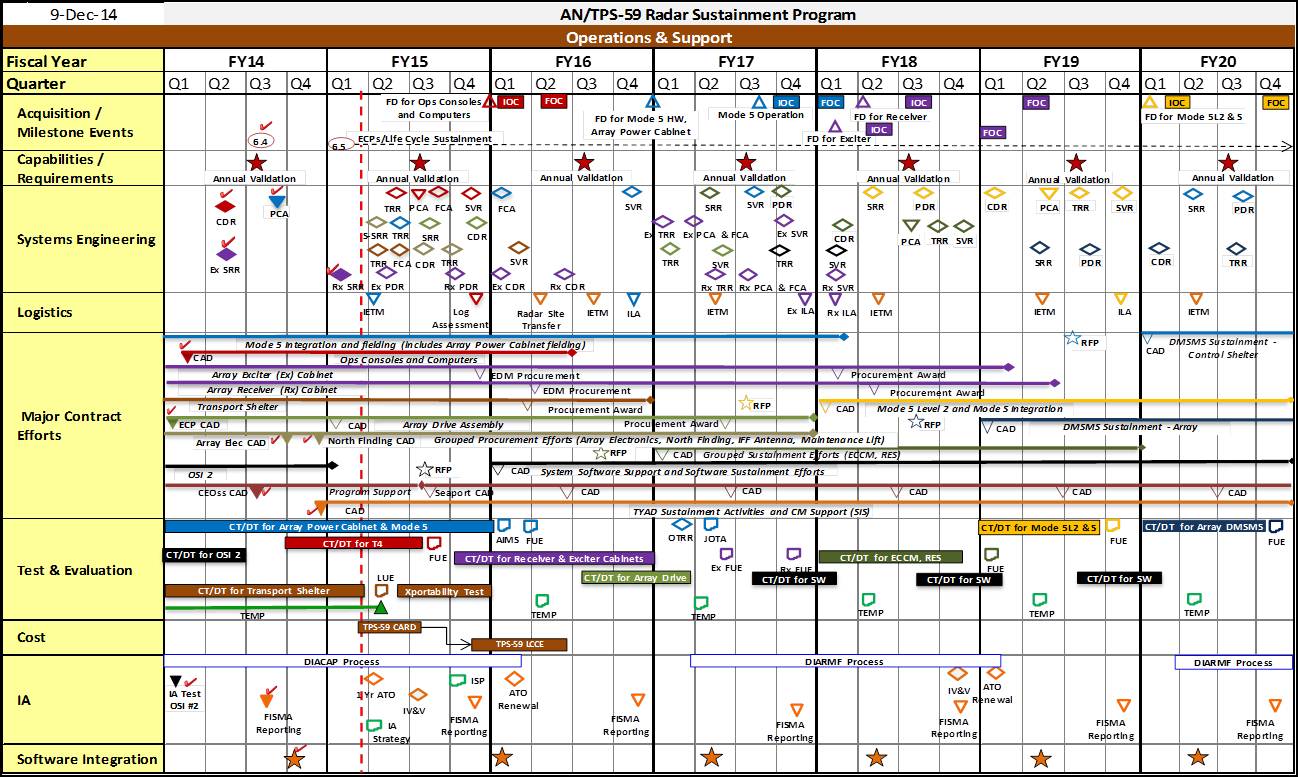 9-Dec-14
AN/TPS-59 Radar Sustainment Program
Operations & Support
Fiscal Year FY14 FY15 FY16 FY17 FY18 FY19 FY20
Quarter Q1 Q2 Q3 Q4 Q1 Q2 Q3 Q4 Q1 Q2 Q3 Q4 Q1 Q2 Q3 Q4 Q1 Q2 Q3 Q4 Q1 Q2 Q3 Q4 Q1 Q2 Q3 Q4
Acquisition /
Milestone Events
FD for Ops Consoles
and Computers
IOC FOC
FD for Mode 5 HW,
Array Power Cabinet
IOC
Mode 5 Operation
FOC
IOC
FD for Receiver
IOC
FD for Exciter
FOC
FOC
IOC FOC
FD for Mode 5L2 & S
6.4
6.5
ECPs/Life Cycle Sustainment
Capabilities /
Requirements
Annual Validation Annual Validation Annual Validation Annual Validation Annual Validation Annual Validation Annual Validation
Systems Engineering
CDR PCA TRR PCA FCA SVR FCA SVR SRR SVR PDR SRR PDR CDR PCA TRR SVR SRR PDR
S-SRR TRR SRR CDR Ex TRR Ex PCA & FCA Ex SVR CDR PCA TRR SVR
Ex SRR TRR FCA CDR TRR SVR TRR SVR TRR SVR SRR PDR CDR TRR
Rx SRR Ex PDR Rx PDR Ex CDR Rx CDR Rx TRR Rx PCA & FCA Rx SVR
Logistics
IETM
Log
Assessment
Radar Site
Transfer
IETM ILA IETM Ex ILA Rx ILA IETM IETM ILA IETM
Major Contract
Efforts
Mode 5 Integration and fielding (includes Array Power Cabinet fielding)
RFP
CAD
DMSMS Sustainment -
Control Shelter
CAD
Ops Consoles and Computers
Array Exciter (Ex) Cabinet
EDM Procurement
Procurement Award
Array Receiver (Rx) Cabinet
EDM Procurement
Procurement Award
Transport Shelter
Procurement Award
RFP
CAD
Mode 5 Level 2 and Mode 5 Integration
ECP CAD
CAD
Array Drive Assembly
Procurement Award
RFP
CAD
DMSMS Sustainment - Array
Array Elec CAD
North Finding CAD
Grouped Procurement Efforts (Array Electronics, North Finding, IFF Antenna, Maintenance Lift)
RFP
CAD
Grouped Sustainment Efforts (ECCM, RES)
OSI 2
RFP
CAD
System Software Support and Software Sustainment Efforts
CEOss CAD
Program Support
Seaport CAD
CAD CAD CAD CAD CAD
CAD
TYAD Sustainment Activities and CM Support (SIS)
Test & Evaluation
CT/DT for Array Power Cabinet & Mode 5
AIMS FUE
OTRR JOTA
CT/DT for Mode 5L2 & S
FUE
CT/DT for Array DMSMS
FUE
CT/DT for T4
FUE
CT/DT for OSI 2
CT/DT for Receiver & Exciter Cabinets
Ex FUE Rx FUE
CT/DT for ECCM, RES
FUE
CT/DT for Array Drive
CT/DT for SW
CT/DT for SW
CT/DT for SW
LUE
CT/DT for Transport Shelter
Xportability Test
TEMP TEMP TEMP TEMP TEMP TEMP
Cost
TPS-59 CARD
TPS-59 LCCE
IA
DIACAP Process
DIARMF Process
DIARMF Process
IA Test
OSI #2
FISMA
Reporting
1 Yr ATO
IA
Strategy
IV&V
ISP
FISMA
Reporting
ATO
Renewal
FISMA
Reporting
FISMA
Reporting
IV&V
FISMA
Reporting
ATO
Renewal
FISMA
Reporting
FISMA
Reporting
Software Integration